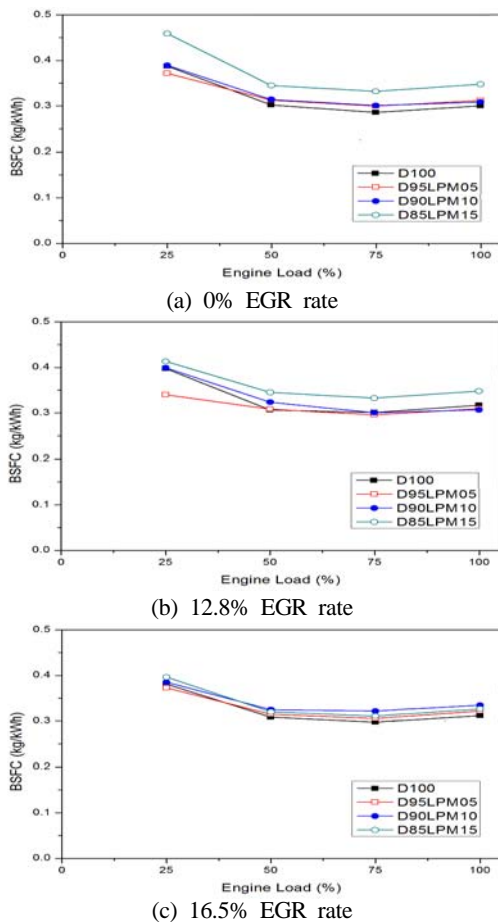 0.5
0.4
0.3
0.2
0.1
0.0
BSFC (kg/kWh)
D100
D95LPM05
D90LPM10
D85LPM15
0 25 50 75 100
Engine Load (%)
(a) 0% EGR rate
0.5
0.4
0.3
0.2
0.1
0.0
BSFC (kg/kWh)
D100
D95LPM05
D90LPM10
D85LPM15
0 25 50 75 100
Engine Load (%)
(b) 12.8% EGR rate
0.5
0.4
0.3
0.2
0.1
0.0
BSFC (kg/kWh)
D100
D95LPM05
D90LPM10
D85LPM15
0 25 50 75 100
Engine Load (%)
(c) 16.5% EGR rate